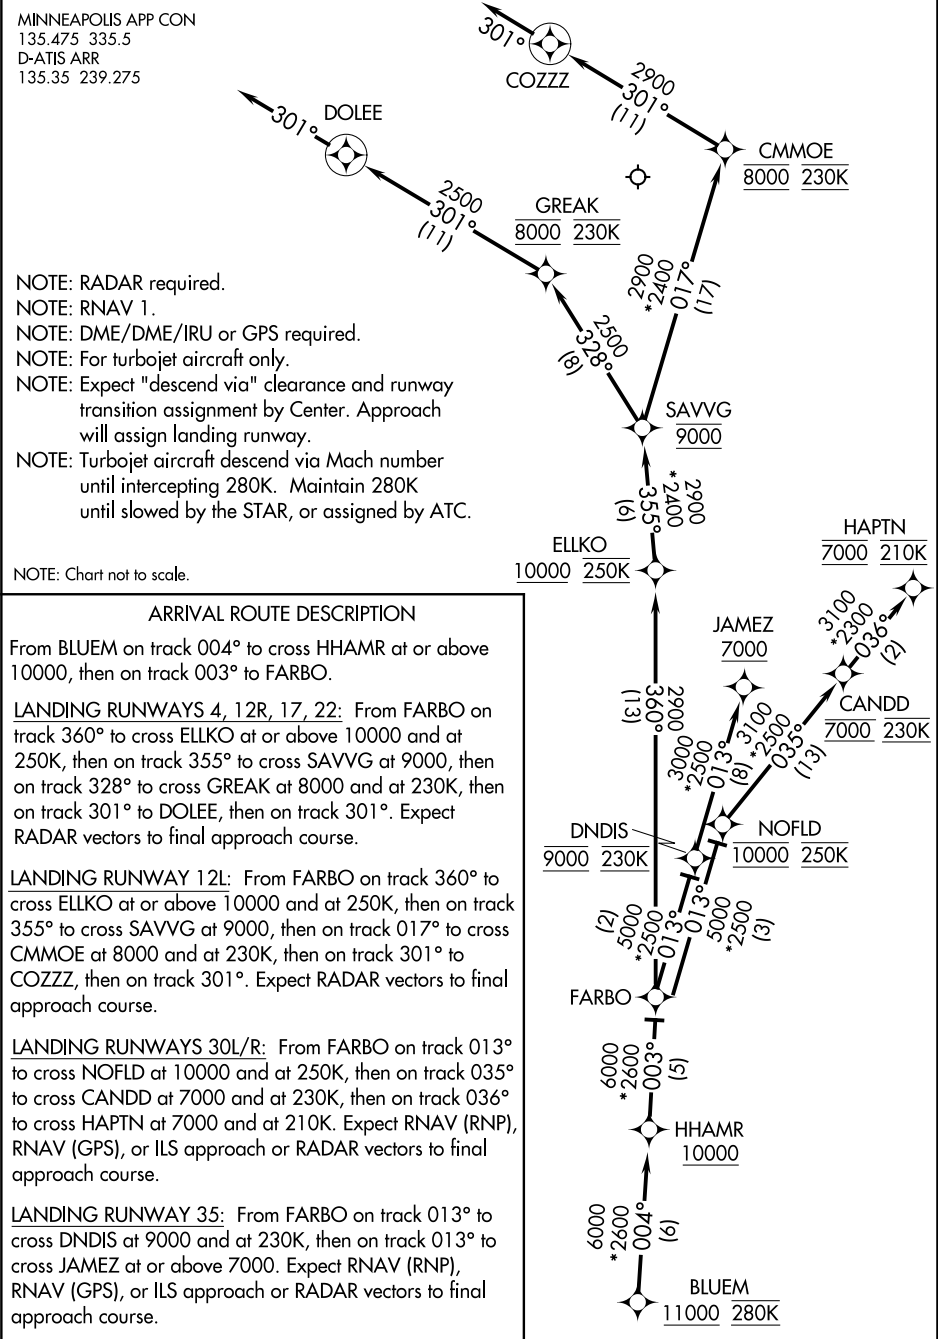 MINNEAPOLIS APP CON
135.475 335.5
D-ATIS ARR
135.35 239.275
301°
COZZZ
2900
301°
(11)
DOLEE
301°
CMMOE
8000 230K
2500
301°
(11)
GREAK
8000 230K
2900
*2400
017°
(17)
NOTE: RADAR required.
NOTE: RNAV 1.
NOTE: DME/DME/IRU or GPS required.
NOTE: For turbojet aircraft only.
NOTE: Expect "descend via" clearance and runway
transition assignment by Center. Approach
will assign landing runway.
NOTE: Turbojet aircraft descend via Mach number
until intercepting 280K. Maintain 280K
until slowed by the STAR, or assigned by ATC.
NOTE: Chart not to scale.
2500
328°
(8)
SAVVG
9000
2900
*2400
355°
(6)
ELLKO
10000 250K
HAPTN
7000 210K
3100
*2300
036°
(2)
JAMEZ
7000
CANDD
7000 230K
2900
360°
(13)
3000
*2500
013°
(8)
3100
*2500
035°
(13)
DNDIS
9000 230K
NOFLD
10000 250K
(2)
5000
*2500
013°
013°
5000
*2500
(3)
FARBO
6000
*2600
003°
(5)
HHAMR
10000
6000
*2600
004°
(6)
BLUEM
11000 280K
ARRIVAL ROUTE DESCRIPTION
From BLUEM on track 004° to cross HHAMR at or above
10000, then on track 003° to FARBO.
LANDING RUNWAYS 4, 12R, 17, 22: From FARBO on
track 360° to cross ELLKO at or above 10000 and at
250K, then on track 355° to cross SAVVG at 9000, then
on track 328° to cross GREAK at 8000 and at 230K, then
on track 301° to DOLEE, then on track 301°. Expect
RADAR vectors to final approach course.
LANDING RUNWAY 12L: From FARBO on track 360° to
cross ELLKO at or above 10000 and at 250K, then on track
355° to cross SAVVG at 9000, then on track 017° to cross
CMMOE at 8000 and at 230K, then on track 301° to
COZZZ, then on track 301°. Expect RADAR vectors to final
approach course.
LANDING RUNWAYS 30L/R: From FARBO on track 013°
to cross NOFLD at 10000 and at 250K, then on track 035°
to cross CANDD at 7000 and at 230K, then on track 036°
to cross HAPTN at 7000 and at 210K. Expect RNAV (RNP),
RNAV (GPS), or ILS approach or RADAR vectors to final
approach course.
LANDING RUNWAY 35: From FARBO on track 013° to
cross DNDIS at 9000 and at 230K, then on track 013° to
cross JAMEZ at or above 7000. Expect RNAV (RNP),
RNAV (GPS), or ILS approach or RADAR vectors to final
approach course.